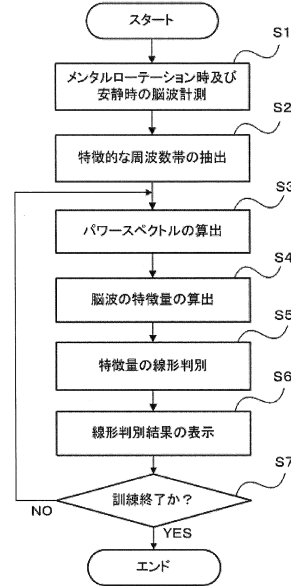 スタート
S1
メンタルローテーション時及び
安静時の脳波計測
S2
特徴的な周波数帯の抽出
S3
パワースペクトルの算出
S4
脳波の特徴量の算出
S5
特徴量の線形判別
S6
線形判別結果の表示
S7
訓練終了か?
NO
YES
エンド